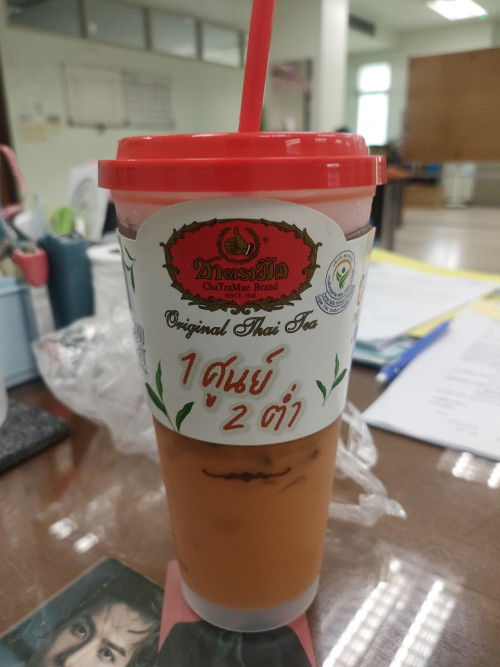 ชาตรามือ
ChaTraMue Brand
SINCE 1945
Original Thai Tea
1 ศูนย์
2 ต่ำ